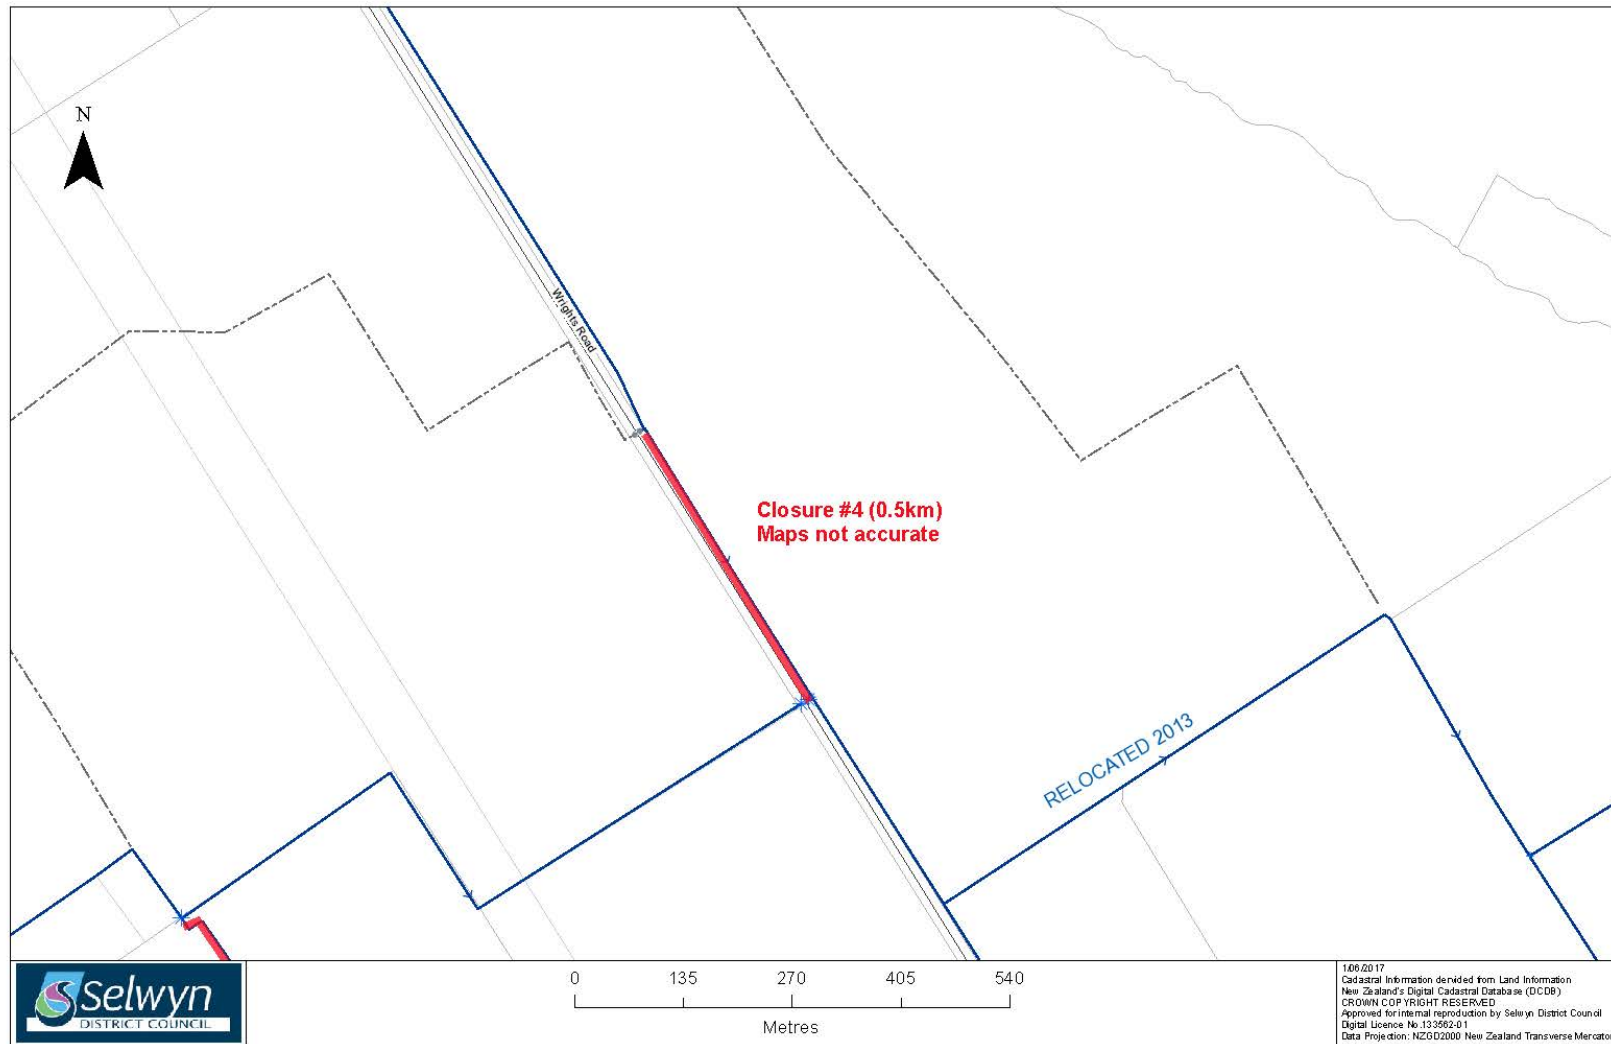 N
Wrights Road
Closure #4 (0.5km)
Maps not accurate
RELOCATED 2013
Selwyn
DISTRICT COUNCIL
0 135 270 405 540
Metres
1/06/2017
Cadastral Information dervided from Land Information
New Zealand's Digital Cadastral Database (DCDB)
CROWN COPYRIGHT RESERVED
Approved for internal reproduction by Selwyn District Council
Digital Licence No.133562-01
Data Projection: NZGD2000 New Zealand Transverse Mercator